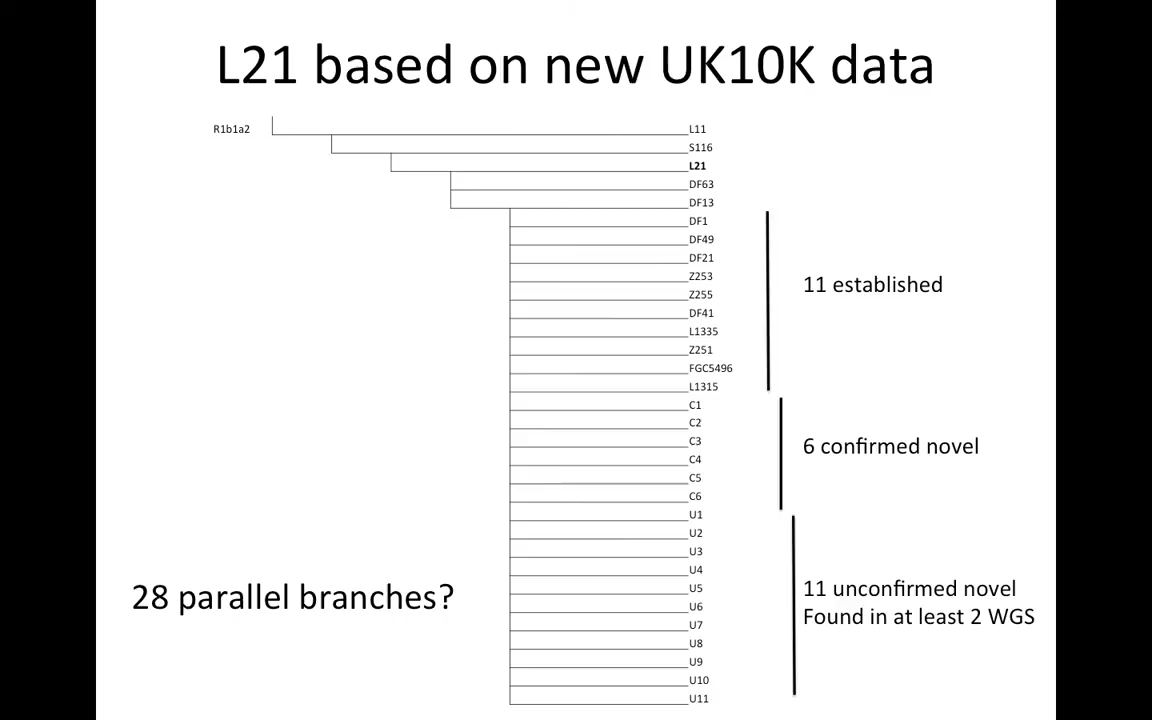 L21 based on new UK10K data
R1b1a2
L11
S116
L21
DF63
DF13
DF1
DF49
DF21
Z253
Z255
DF41
L1335
Z251
FGC5496
L1315
C1
C2
C3
C4
C5
C6
U1
U2
U3
U4
U5
U6
U7
U8
U9
U10
U11
11 established
6 confirmed novel
11 unconfirmed novel
Found in at least 2 WGS
28 parallel branches?